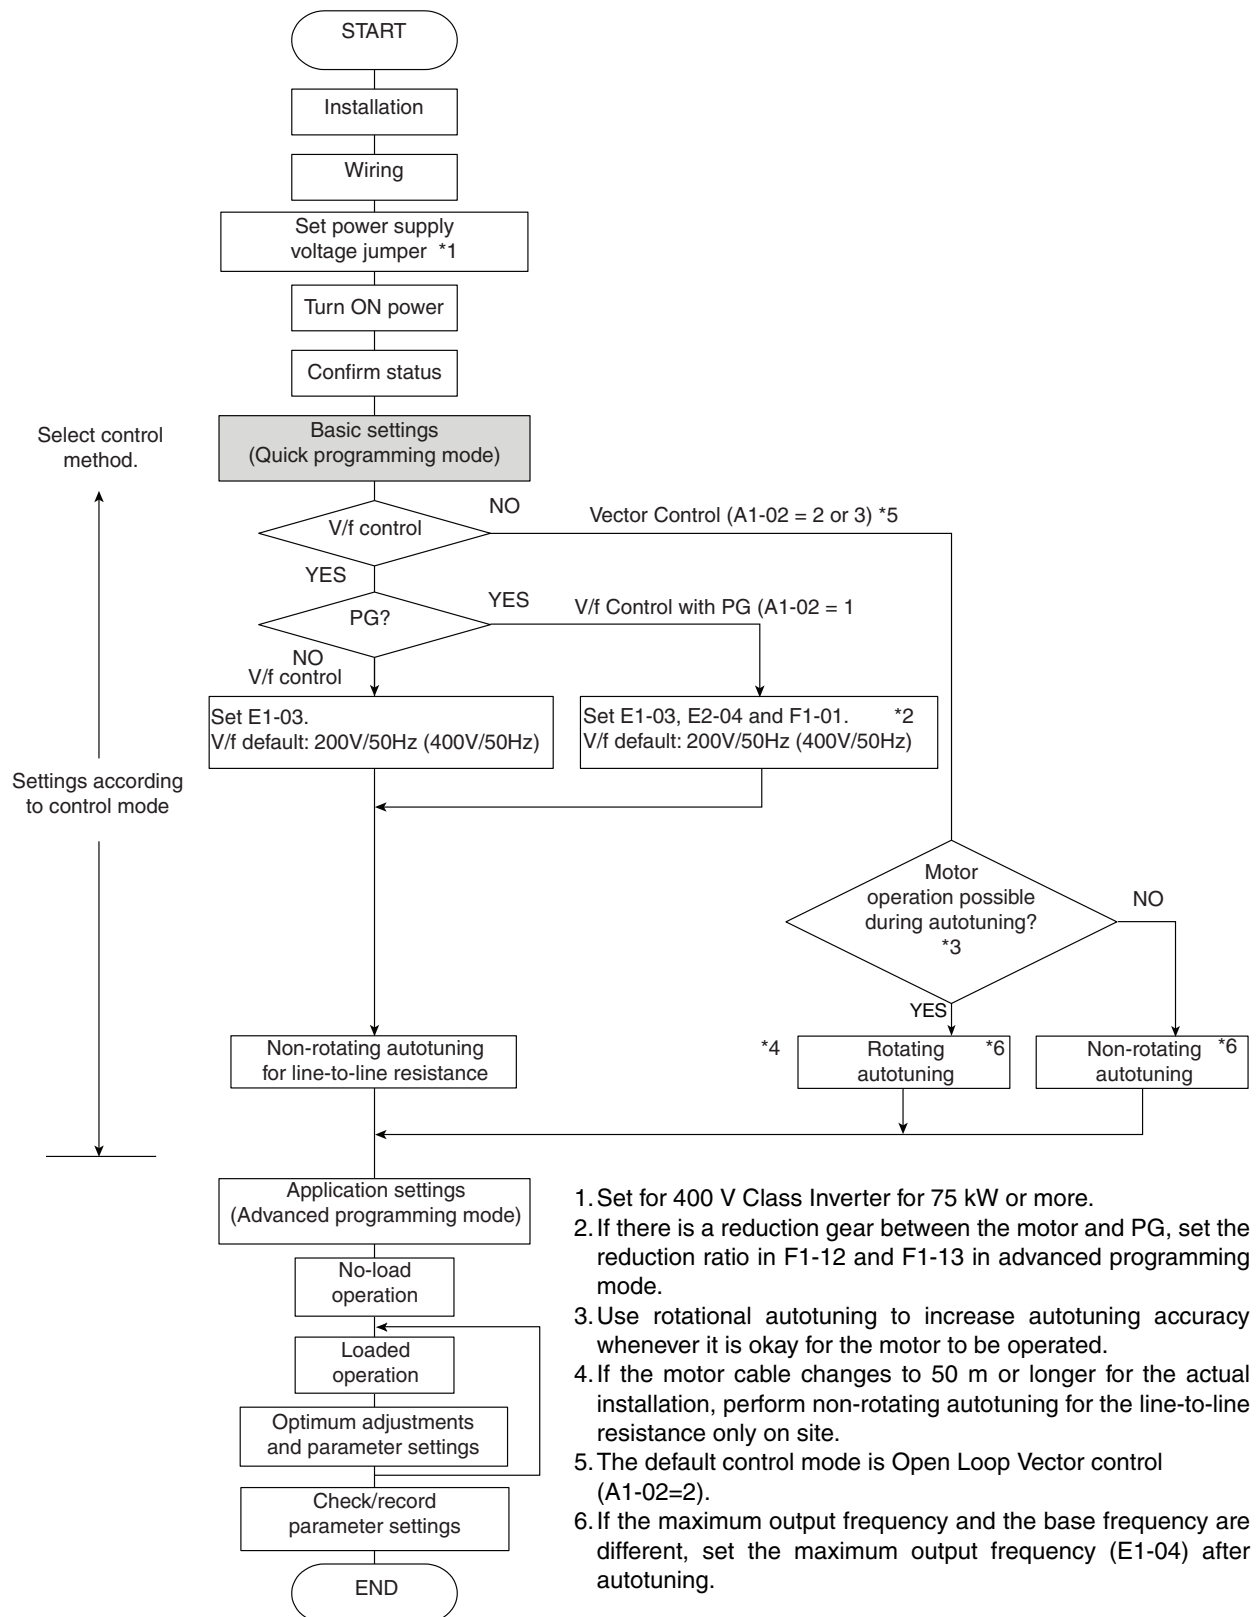 START
Installation
Wiring
Set power supply
voltage jumper *1
Turn ON power
Confirm status
Select control
method.
Basic settings
(Quick programming mode)
NO
Vector Control (A1-02 = 2 or 3) *5
V/f control
YES
YES
V/f Control with PG (A1-02 = 1
PG?
NO
V/f control
Set E1-03.
V/f default: 200V/50Hz (400V/50Hz)
Set E1-03, E2-04 and F1-01. *2
V/f default: 200V/50Hz (400V/50Hz)
Settings according
to control mode
Motor
operation possible
during autotuning?
*3
NO
YES
Non-rotating autotuning
for line-to-line resistance
*4
Rotating *6
autotuning
Non-rotating *6
autotuning
Application settings
(Advanced programming mode)
No-load
operation
Loaded
operation
Optimum adjustments
and parameter settings
Check/record
parameter settings
END
1. Set for 400 V Class Inverter for 75 kW or more.
2. If there is a reduction gear between the motor and PG, set the
reduction ratio in F1-12 and F1-13 in advanced programming
mode.
3. Use rotational autotuning to increase autotuning accuracy
whenever it is okay for the motor to be operated.
4. If the motor cable changes to 50 m or longer for the actual
installation, perform non-rotating autotuning for the line-to-line
resistance only on site.
5. The default control mode is Open Loop Vector control
(A1-02=2).
6. If the maximum output frequency and the base frequency are
different, set the maximum output frequency (E1-04) after
autotuning.